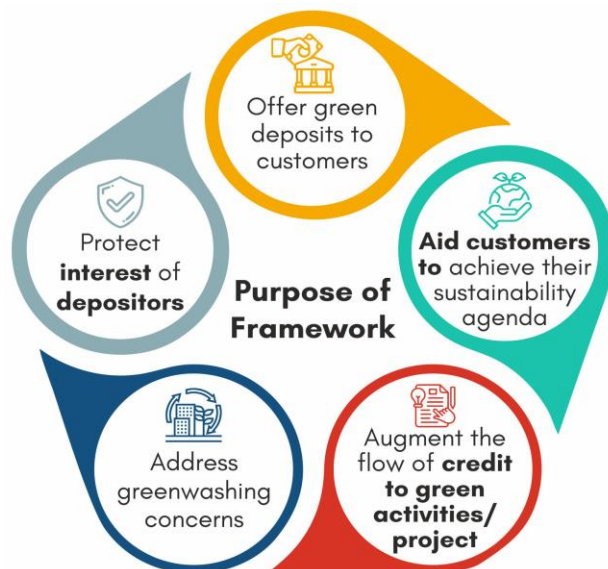 Offer green
deposits to
customers
Aid customers
to achieve their
sustainability
agenda
Augment the
flow of credit
to green
activities/
project
Address
greenwashing
concerns
Protect
interest of
depositors
Purpose of
Framework